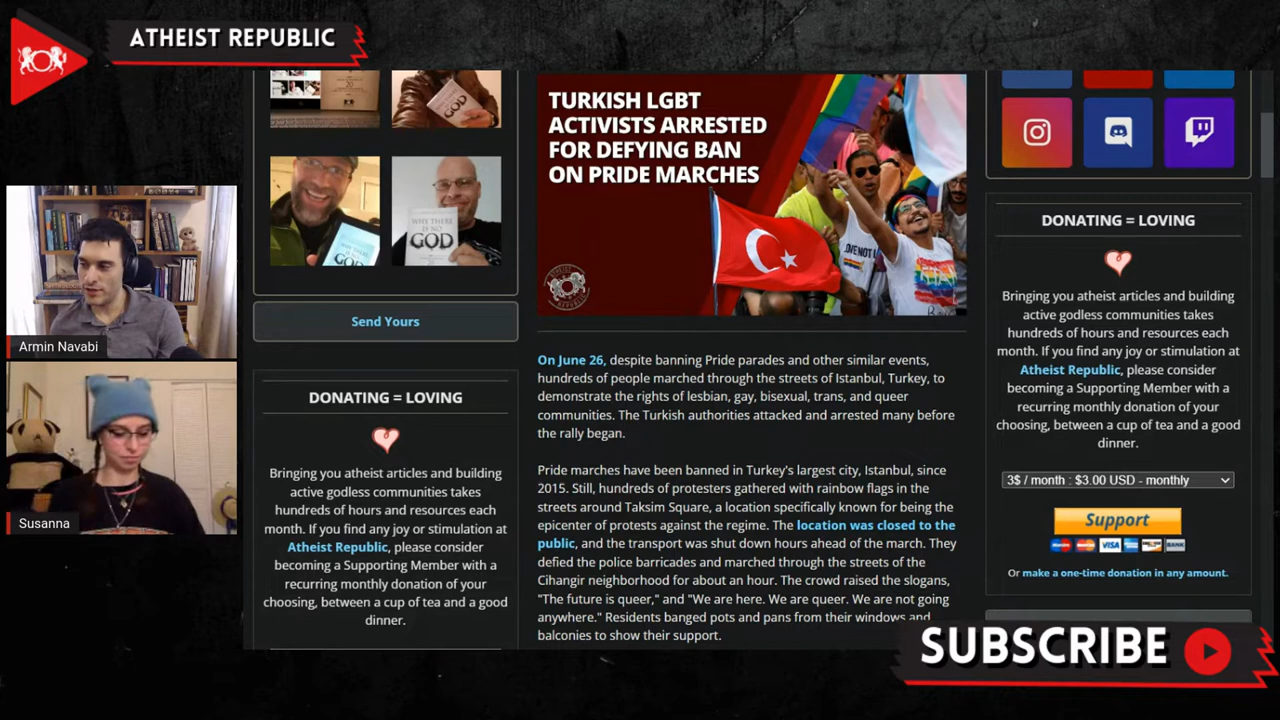 ATHEIST REPUBLIC
Armin Navabi
Susanna
WHY THERE
IS NO
GOD
Send Yours
DONATING = LOVING
Bringing you atheist articles and building
active godless communities takes
hundreds of hours and resources each
month. If you find any joy or stimulation at
Atheist Republic, please consider
becoming a Supporting Member with a
recurring monthly donation of your
choosing, between a cup of tea and a good
dinner.
TURKISH LGBT
ACTIVISTS ARRESTED
FOR DEFYING BAN
ON PRIDE MARCHES
On June 26, despite banning Pride parades and other similar events,
hundreds of people marched through the streets of Istanbul, Turkey, to
demonstrate the rights of lesbian, gay, bisexual, trans, and queer
communities. The Turkish authorities attacked and arrested many before
the rally began.
Pride marches have been banned in Turkey's largest city, Istanbul, since
2015. Still, hundreds of protesters gathered with rainbow flags in the
streets around Taksim Square, a location specifically known for being the
epicenter of protests against the regime. The location was closed to the
public, and the transport was shut down hours ahead of the march. They
defied the police barricades and marched through the streets of the
Cihangir neighborhood for about an hour. The crowd raised the slogans,
"The future is queer," and "We are here. We are queer. We are not going
anywhere." Residents banged pots and pans from their windows and
balconies to show their support.
DONATING = LOVING
Bringing you atheist articles and building
active godless communities takes
hundreds of hours and resources each
month. If you find any joy or stimulation at
Atheist Republic, please consider
becoming a Supporting Member with a
recurring monthly donation of your
choosing, between a cup of tea and a good
dinner.
3$ / month : $3.00 USD - monthly
Support
VISA
BANK
Or make a one-time donation in any amount.
SUBSCRIBE